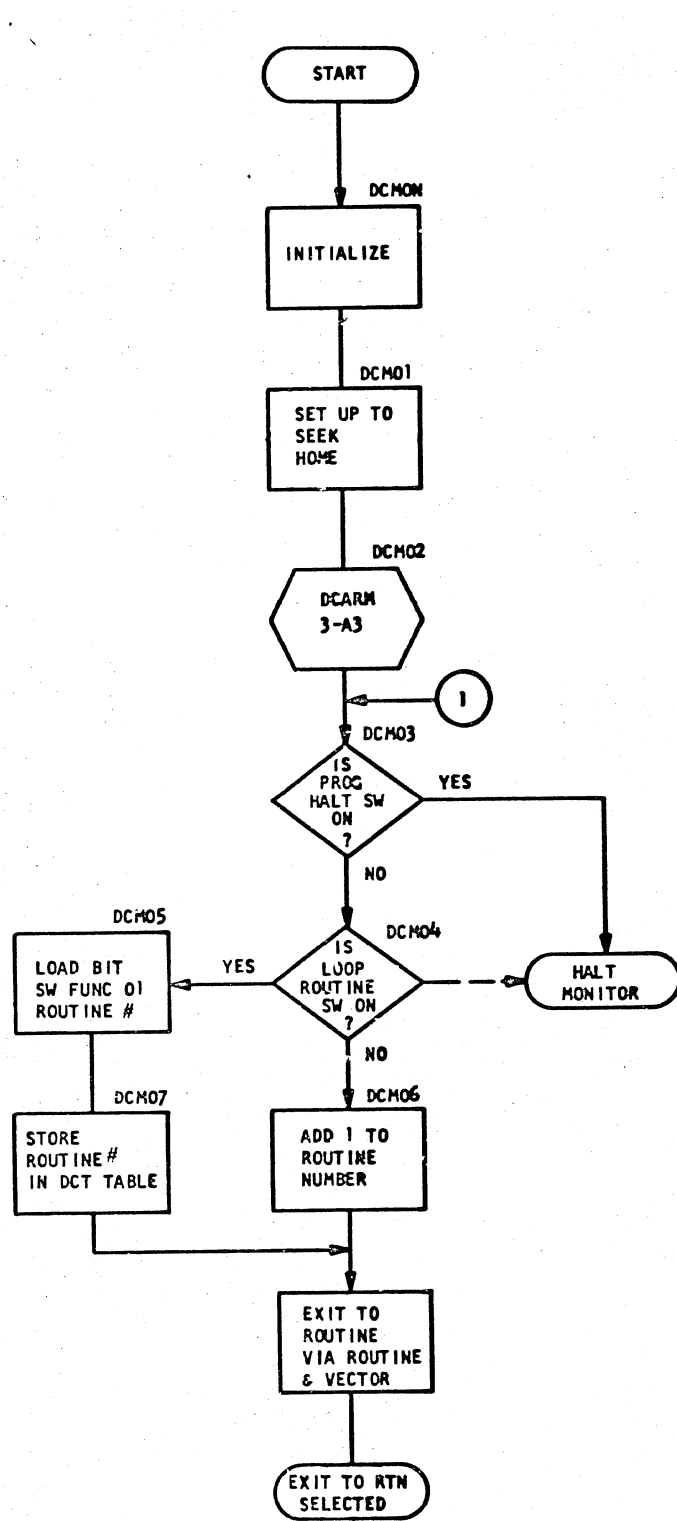 START
DCMON
INITIALIZE
DCM01
SET UP TO
SEEK
HOME
DCM02
DCARM
3-A3
1
DCM03
IS
PROG
HALT SW
ON
?
YES
NO
DCM05
DCM04
LOAD BIT
SW FUNC 01
ROUTINE #
YES
IS
LOOP
ROUTINE
SW ON
?
HALT
MONITOR
NO
DCM07
DCM06
STORE
ROUTINE #
IN DCT TABLE
ADD 1 TO
ROUTINE
NUMBER
EXIT TO
ROUTINE
VIA ROUTINE
& VECTOR
EXIT TO RTN
SELECTED